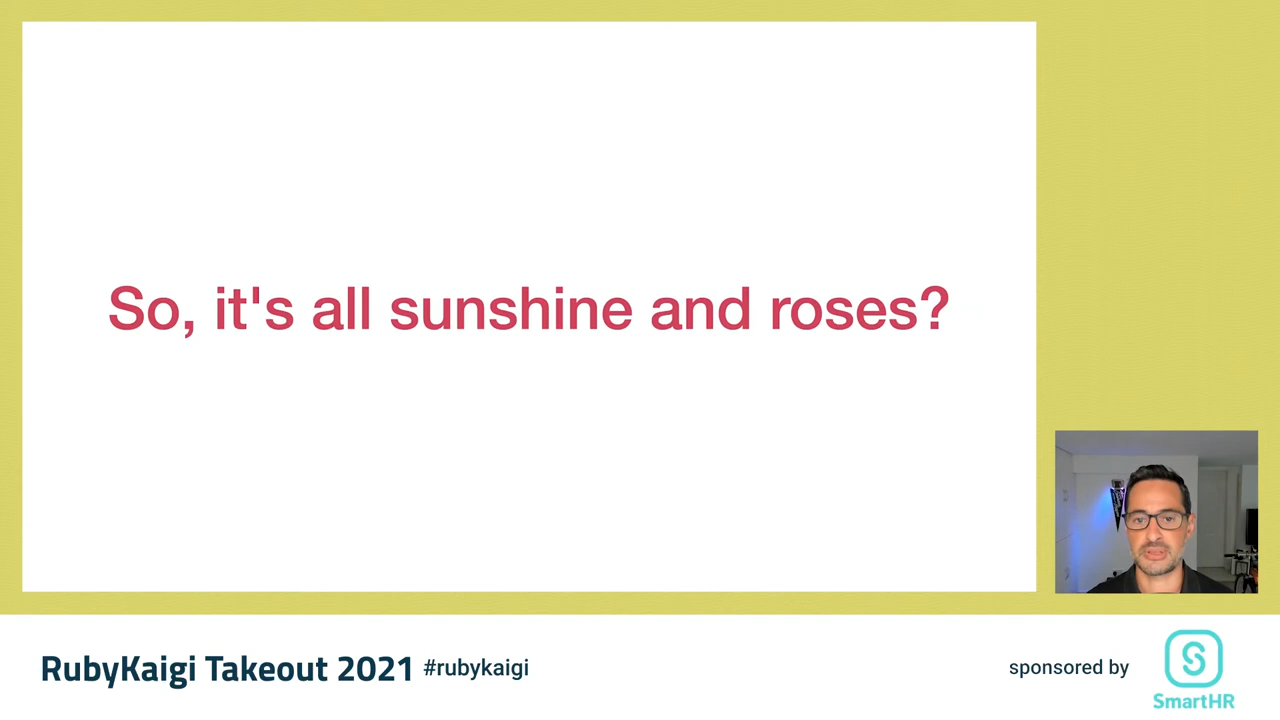 So, it's all sunshine and roses?
RubyKaigi Takeout 2021 #rubykaigi
sponsored by
SmartHR